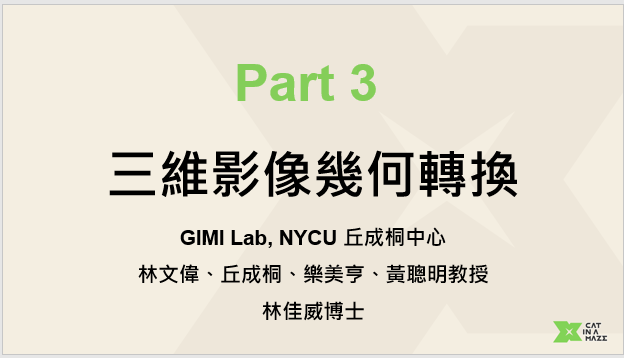 Part 3
三維影像幾何轉換
GIMI Lab, NYCU 丘成桐中心
林文偉、丘成桐、樂美亨、黃聰明教授
林佳威博士
CAT
IN A
MAZE